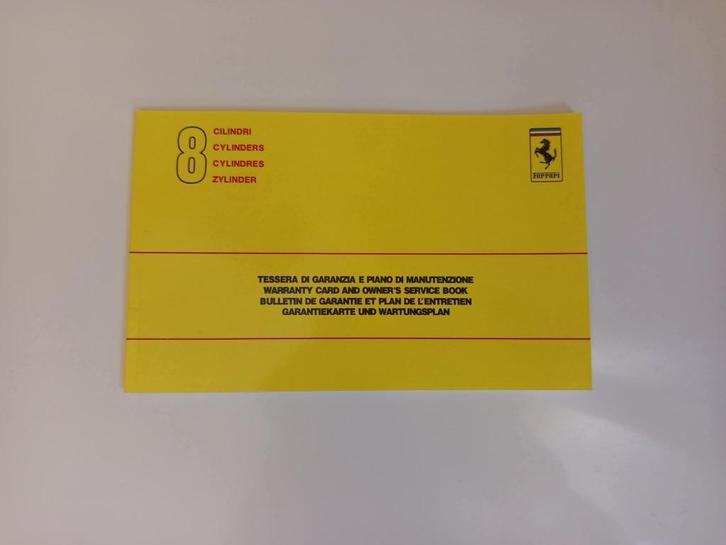 8
CILINDRI
CYLINDERS
CYLINDRES
ZYLINDER
Ferrari
TESSERA DI GARANZIA E PIANO DI MANUTENZIONE
WARRANTY CARD AND OWNER'S SERVICE BOOK
BULLETIN DE GARANTIE ET PLAN DE L'ENTRETIEN
GARANTIEKARTE UND WARTUNGSPLAN